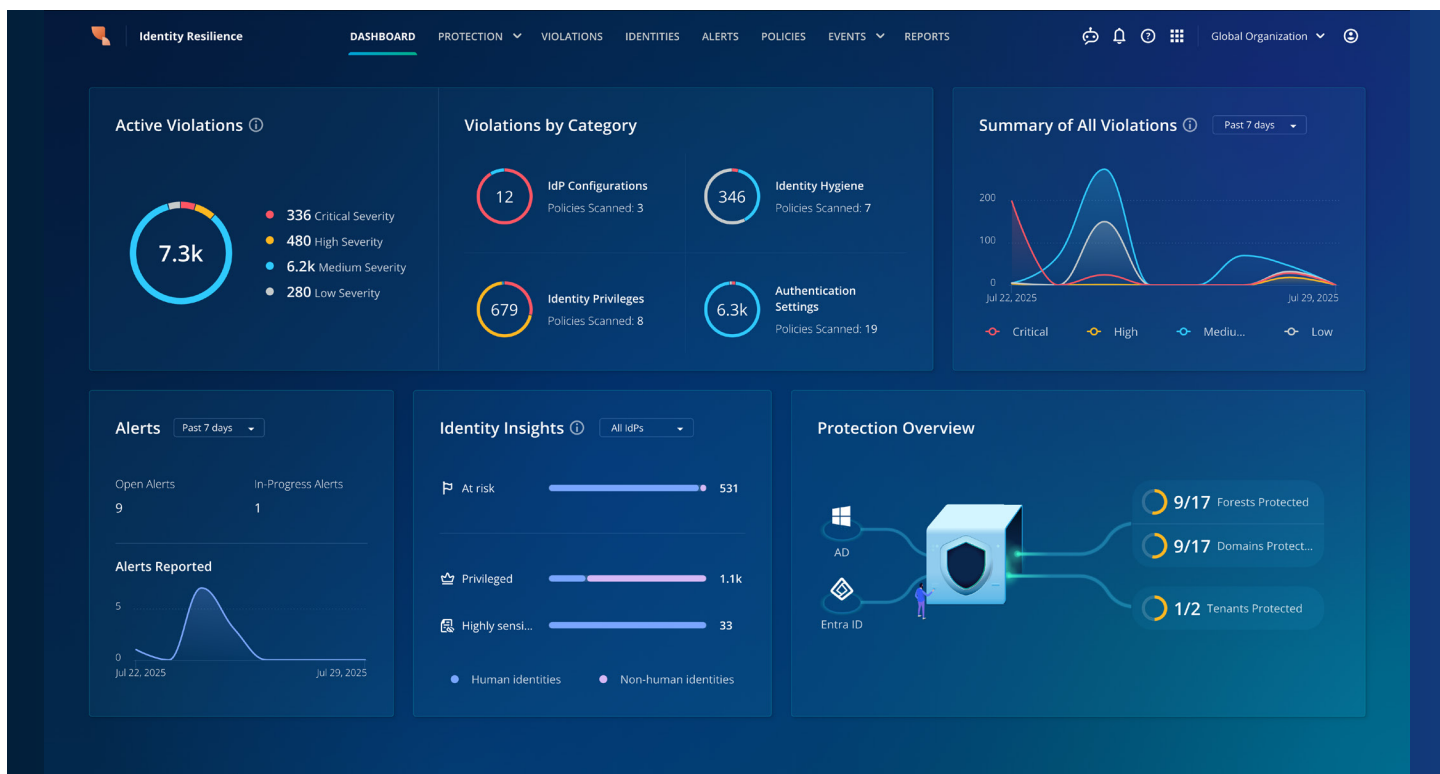 Identity Resilience
DASHBOARD
PROTECTION
VIOLATIONS
IDENTITIES
ALERTS
POLICIES
EVENTS
REPORTS
Global Organization
Active Violations
7.3k
336 Critical Severity
480 High Severity
6.2k Medium Severity
280 Low Severity
Violations by Category
12
IdP Configurations
Policies Scanned: 3
346
Identity Hygiene
Policies Scanned: 7
679
Identity Privileges
Policies Scanned: 8
6.3k
Authentication
Settings
Policies Scanned: 19
Summary of All Violations
Past 7 days
200
100
0
Jul 22, 2025
Jul 29, 2025
Critical
High
Mediu...
Low
Alerts
Past 7 days
Open Alerts
9
In-Progress Alerts
1
Alerts Reported
5
0
Jul 22, 2025
Jul 29, 2025
Identity Insights
All IdPs
At risk
531
Privileged
1.1k
Highly sensi...
33
Human identities
Non-human identities
Protection Overview
AD
Entra ID
9/17 Forests Protected
9/17 Domains Protect...
1/2 Tenants Protected